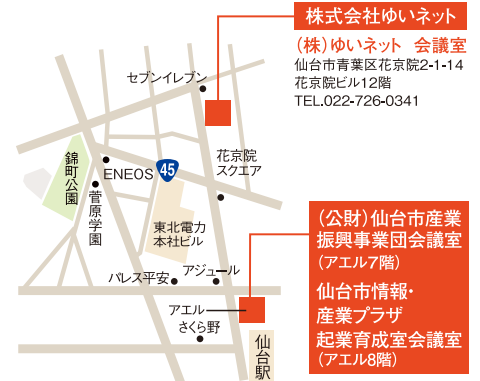 株式会社ゆいネット
(株)ゆいネット 会議室
仙台市青葉区花京院2-1-14
花京院ビル12階
TEL.022-726-0341
セブンイレブン
錦町公園
ENEOS
45
花京院
スクエア
菅原学園
東北電力
本社ビル
パレス平安
アジュール
アエル
さくら野
仙台駅
(公財)仙台市産業
振興事業団会議室
(アエル7階)
仙台市情報・
産業プラザ
起業育成室会議室
(アエル8階)